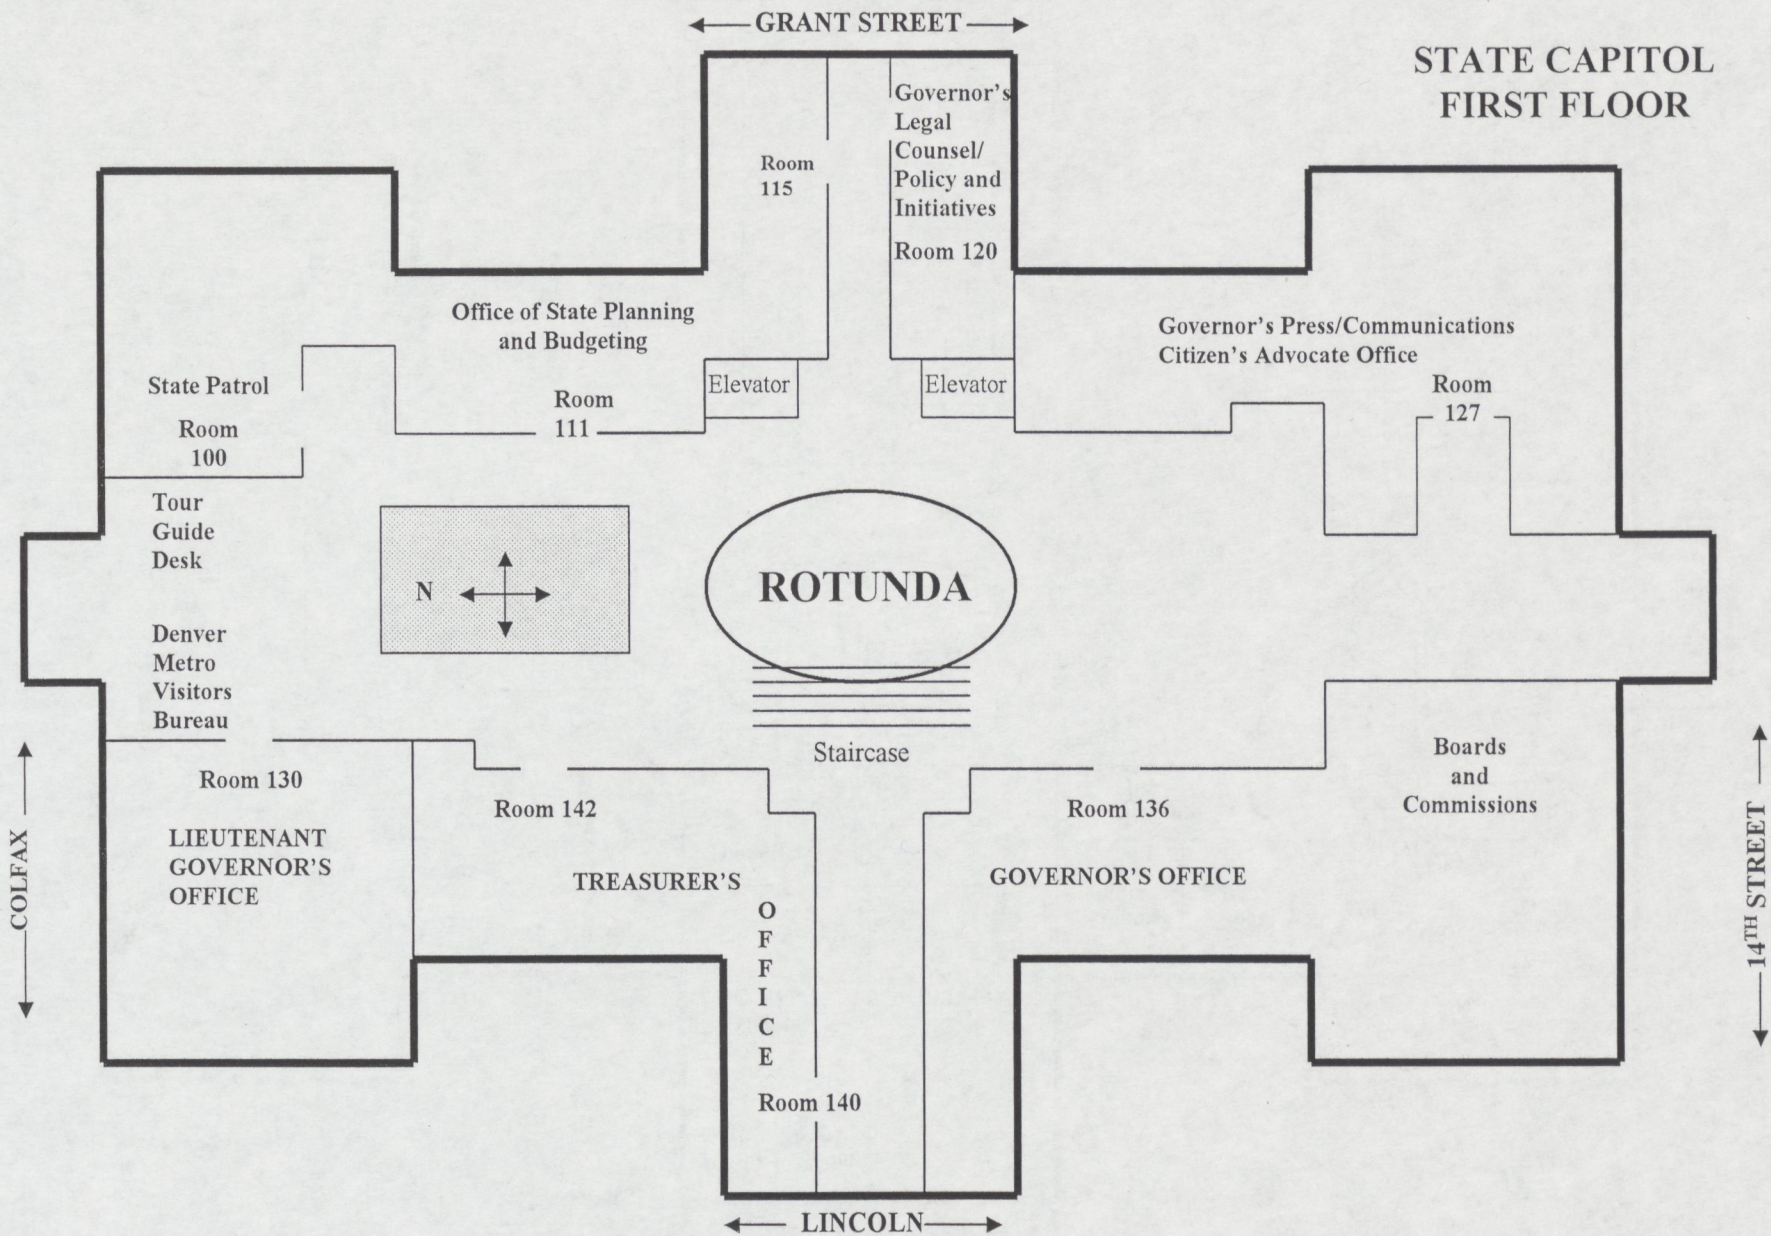 GRANT STREET
STATE CAPITOL
FIRST FLOOR
Governor's
Legal
Counsel/
Policy and
Initiatives
Room 120
Room
115
Office of State Planning
and Budgeting
Governor's Press/Communications
Citizen's Advocate Office
State Patrol
Room
100
Room
111
Elevator
Elevator
Room
127
Tour
Guide
Desk
N
ROTUNDA
Denver
Metro
Visitors
Bureau
Staircase
Boards
and
Commissions
Room 130
Room 142
Room 136
LIEUTENANT
GOVERNOR'S
OFFICE
TREASURER'S
O
F
F
I
C
E
GOVERNOR'S OFFICE
COLFAX
14TH STREET
Room 140
LINCOLN